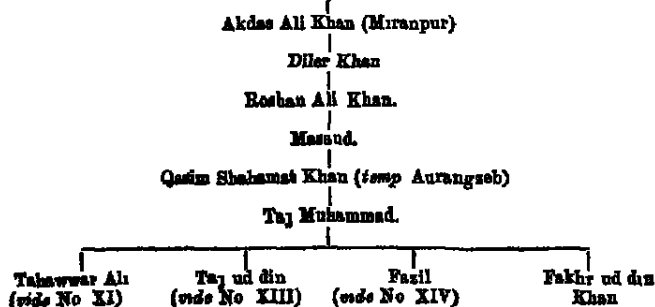 Akdas Ali Khan (Miranpur)
Diler Khan
Roshan Ali Khan.
Masaud.
Qasim Shahamat Khan (temp Aurangzeb)
Taj Muhammad.
Tahawwar Ali Taj ud din Fazil Fakhr ud din
(vide No XI) (vide No XIII) (vide No XIV) Khan